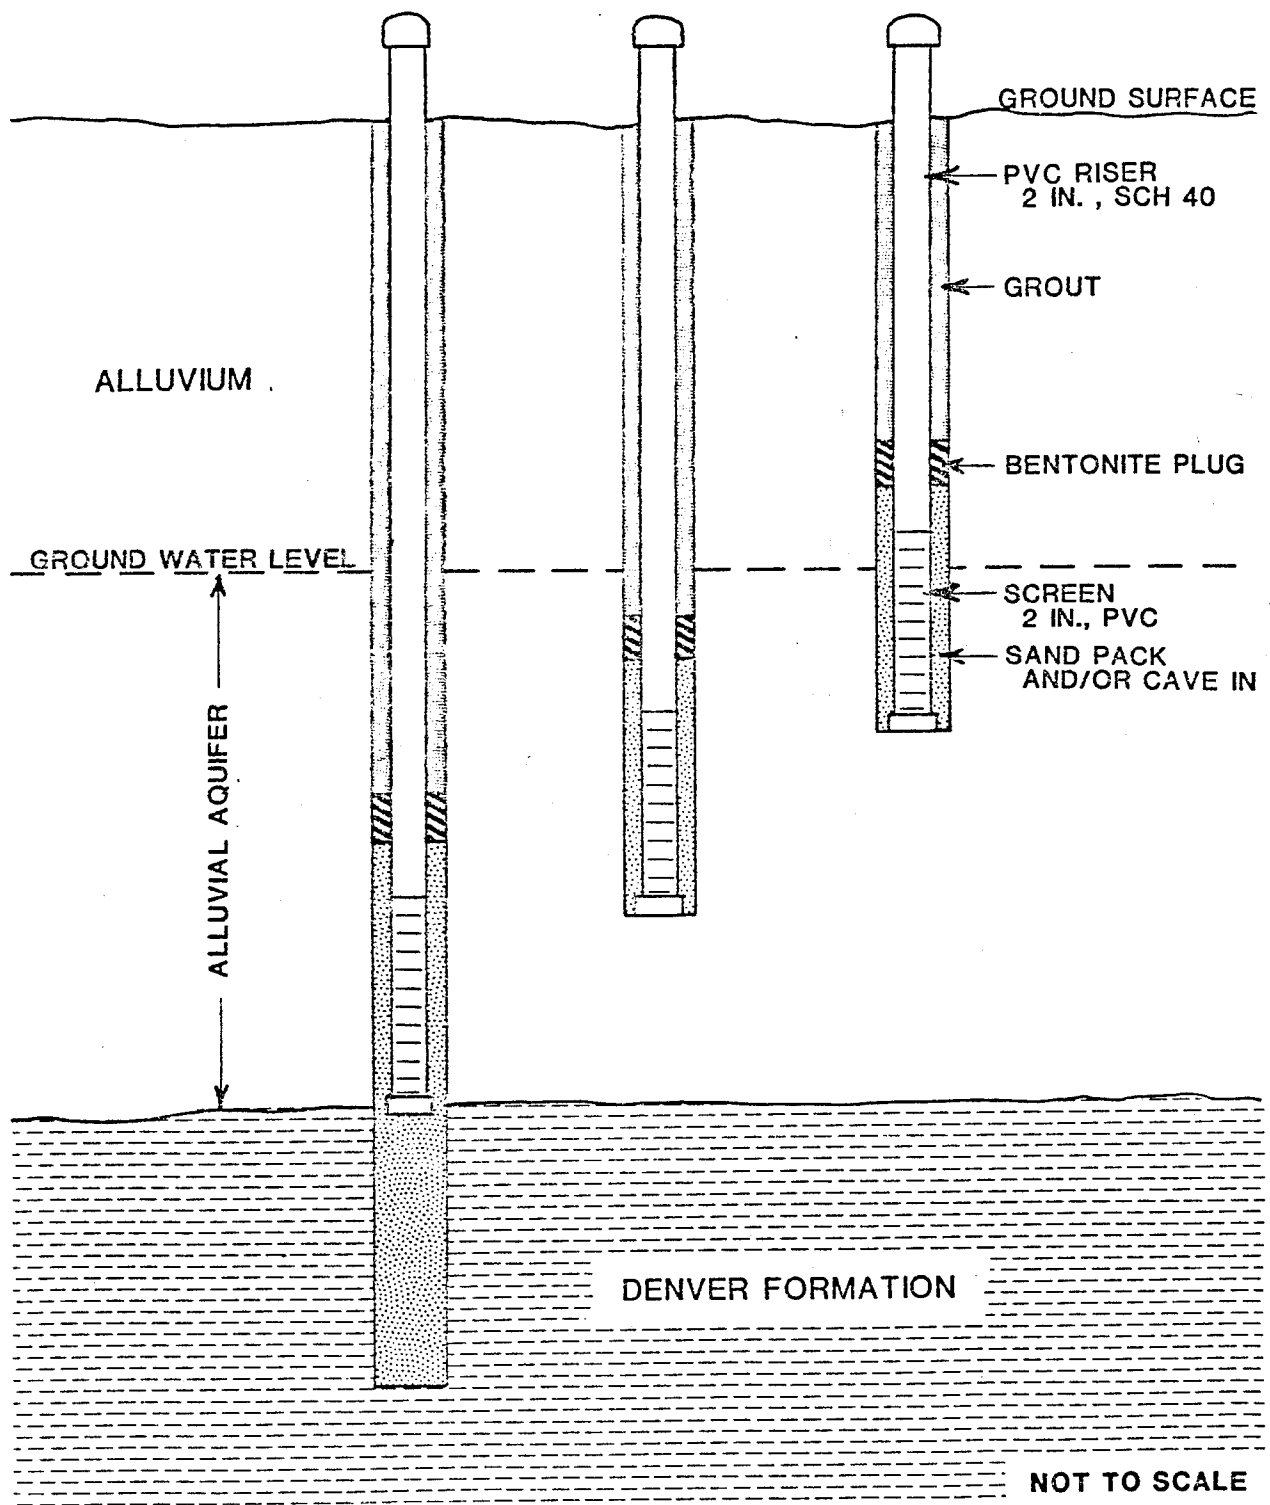 GROUND SURFACE
PVC RISER
2 IN. , SCH 40
GROUT
ALLUVIUM
BENTONITE PLUG
GROUND WATER LEVEL
SCREEN
2 IN., PVC
SAND PACK
AND/OR CAVE IN
ALLUVIAL AQUIFER
DENVER FORMATION
NOT TO SCALE